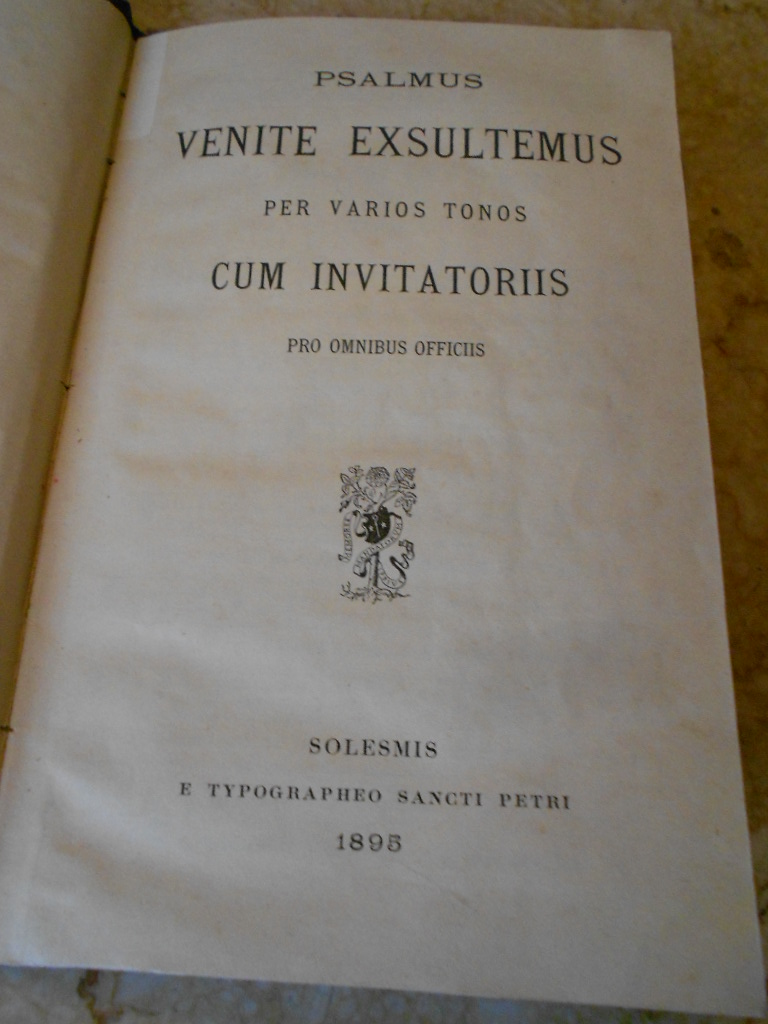 PSALMUS
VENITE EXSULTEMUS
PER VARIOS TONOS
CUM INVITATORIIS
PRO OMNIBUS OFFICIIS
SOLESMIS
E TYPOGRAPHEO SANCTI PETRI
1895